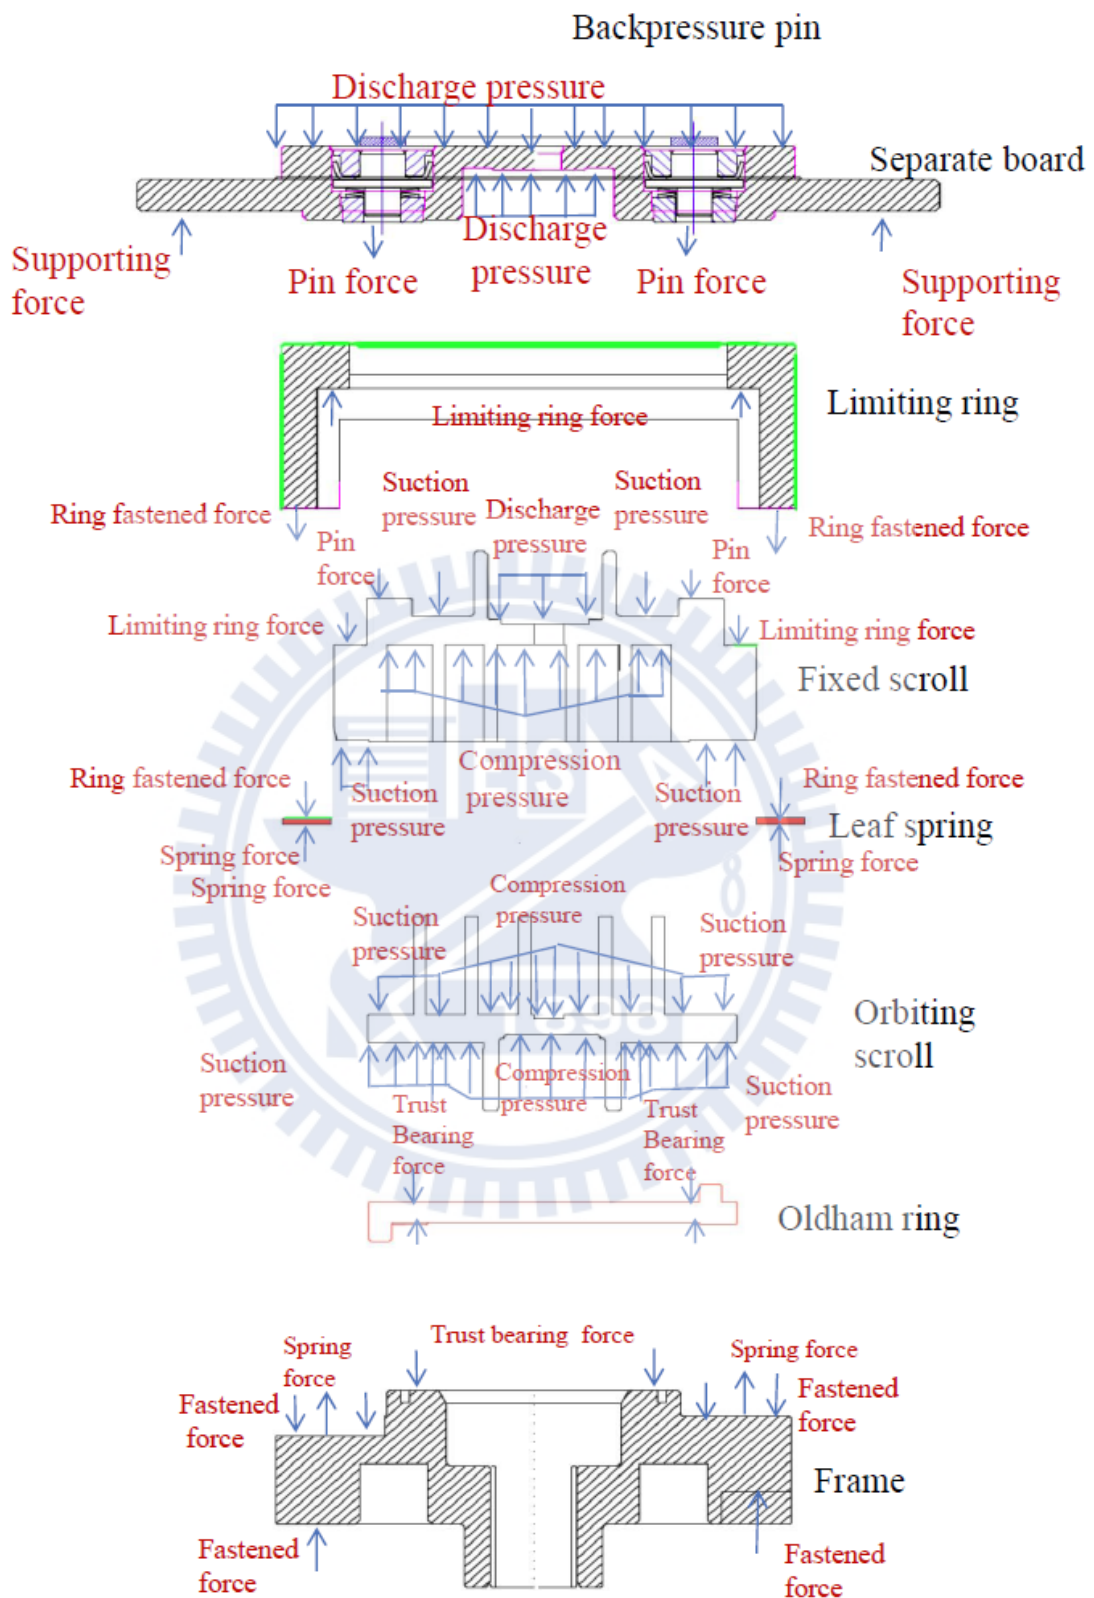 Backpressure pin
Discharge pressure
Separate board
Supporting
force
Pin force
Discharge
pressure
Pin force
Supporting
force
Limiting ring
Limiting ring force
Ring fastened force
Suction
pressure
Discharge
pressure
Suction
pressure
Ring fastened force
Pin
force
Pin
force
Limiting ring force
Limiting ring force
Fixed scroll
Compression
pressure
Ring fastened force
Suction
pressure
Suction
pressure
Ring fastened force
Leaf spring
Spring force
Spring force
Spring force
Compression
pressure
Suction
pressure
Suction
pressure
ES
1896
Orbiting
scroll
Suction
pressure
Compression
pressure
Suction
pressure
Trust
Bearing
force
Trust
Bearing
force
Oldham ring
Trust bearing force
Spring
force
Spring force
Fastened
force
Fastened
force
Frame
Fastened
force
Fastened
force